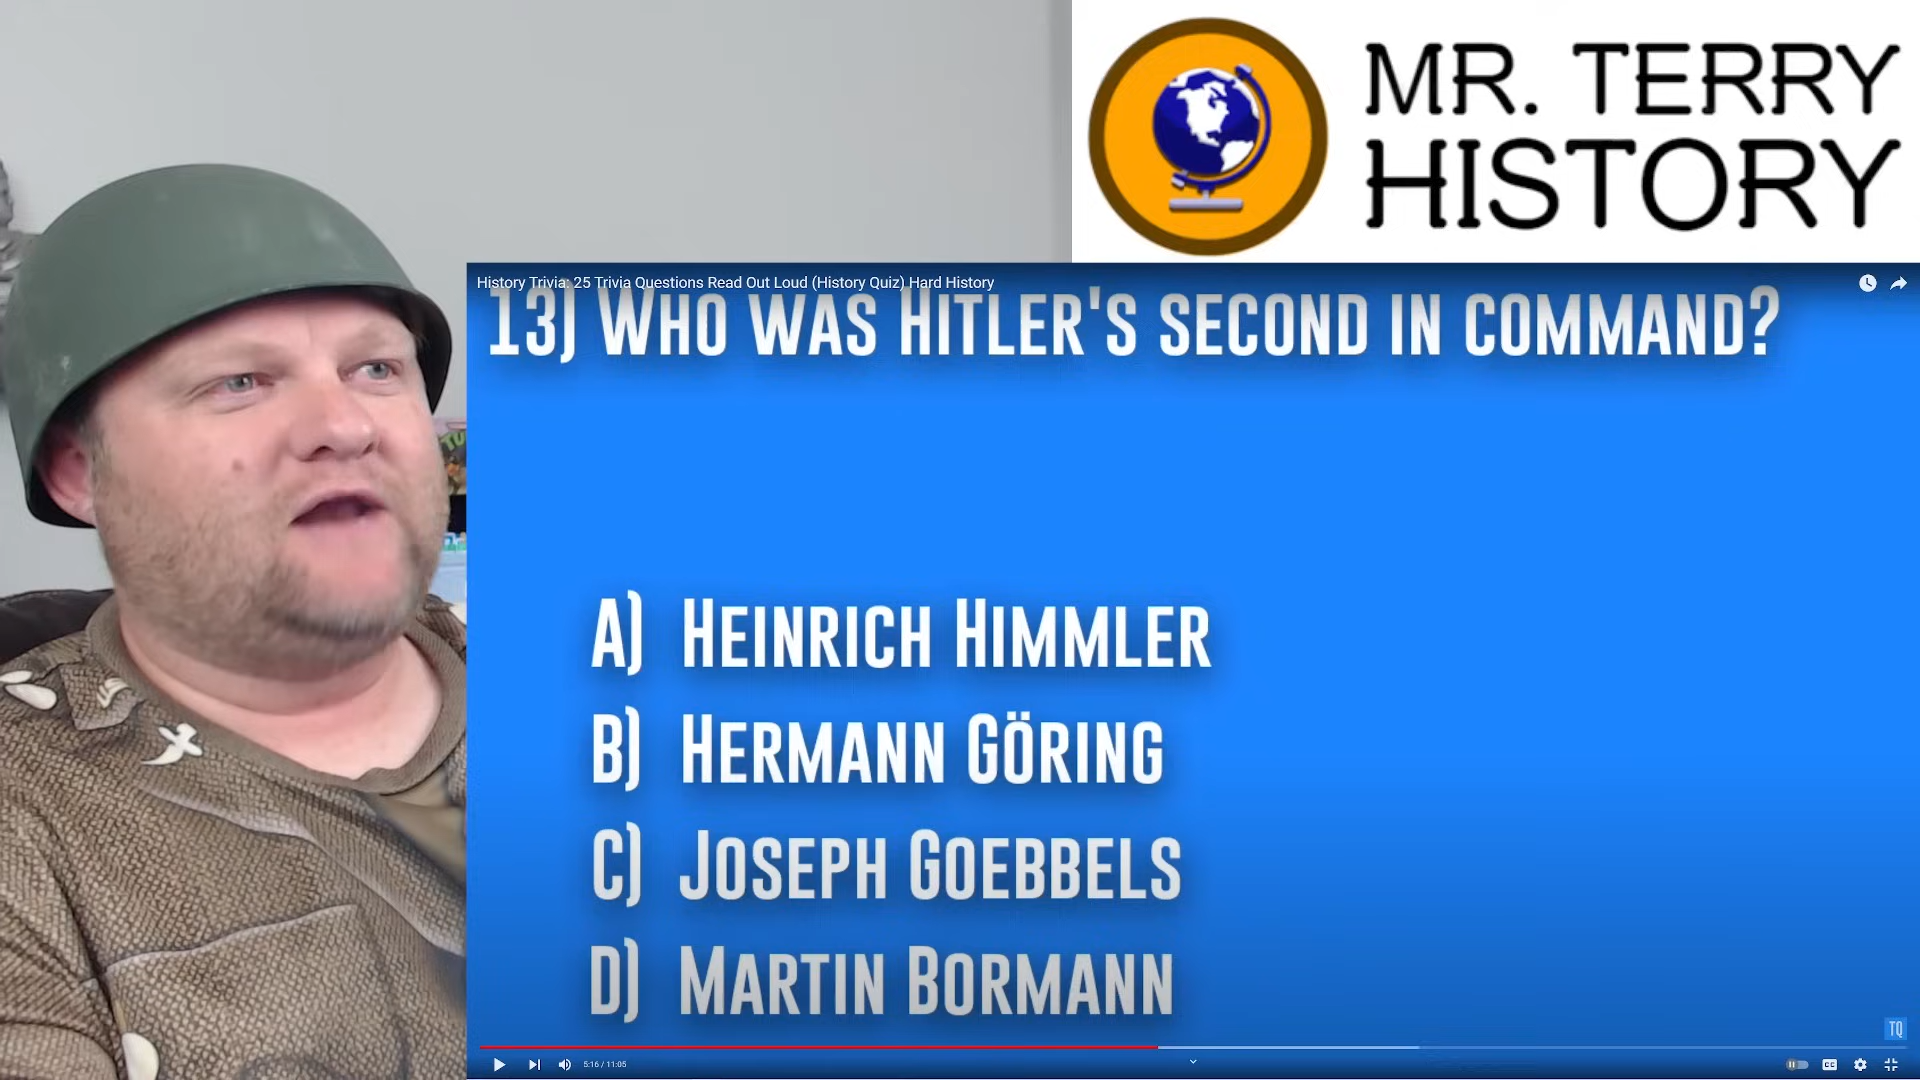 MR. TERRY
HISTORY
History Trivia: 25 Trivia Questions Read Out Loud (History Quiz) Hard History
13) Who was Hitler's second in command?
A) Heinrich Himmler
B) Hermann Göring
C) Joseph Goebbels
D) Martin Bormann
TQ
5:16 / 11:05
CC